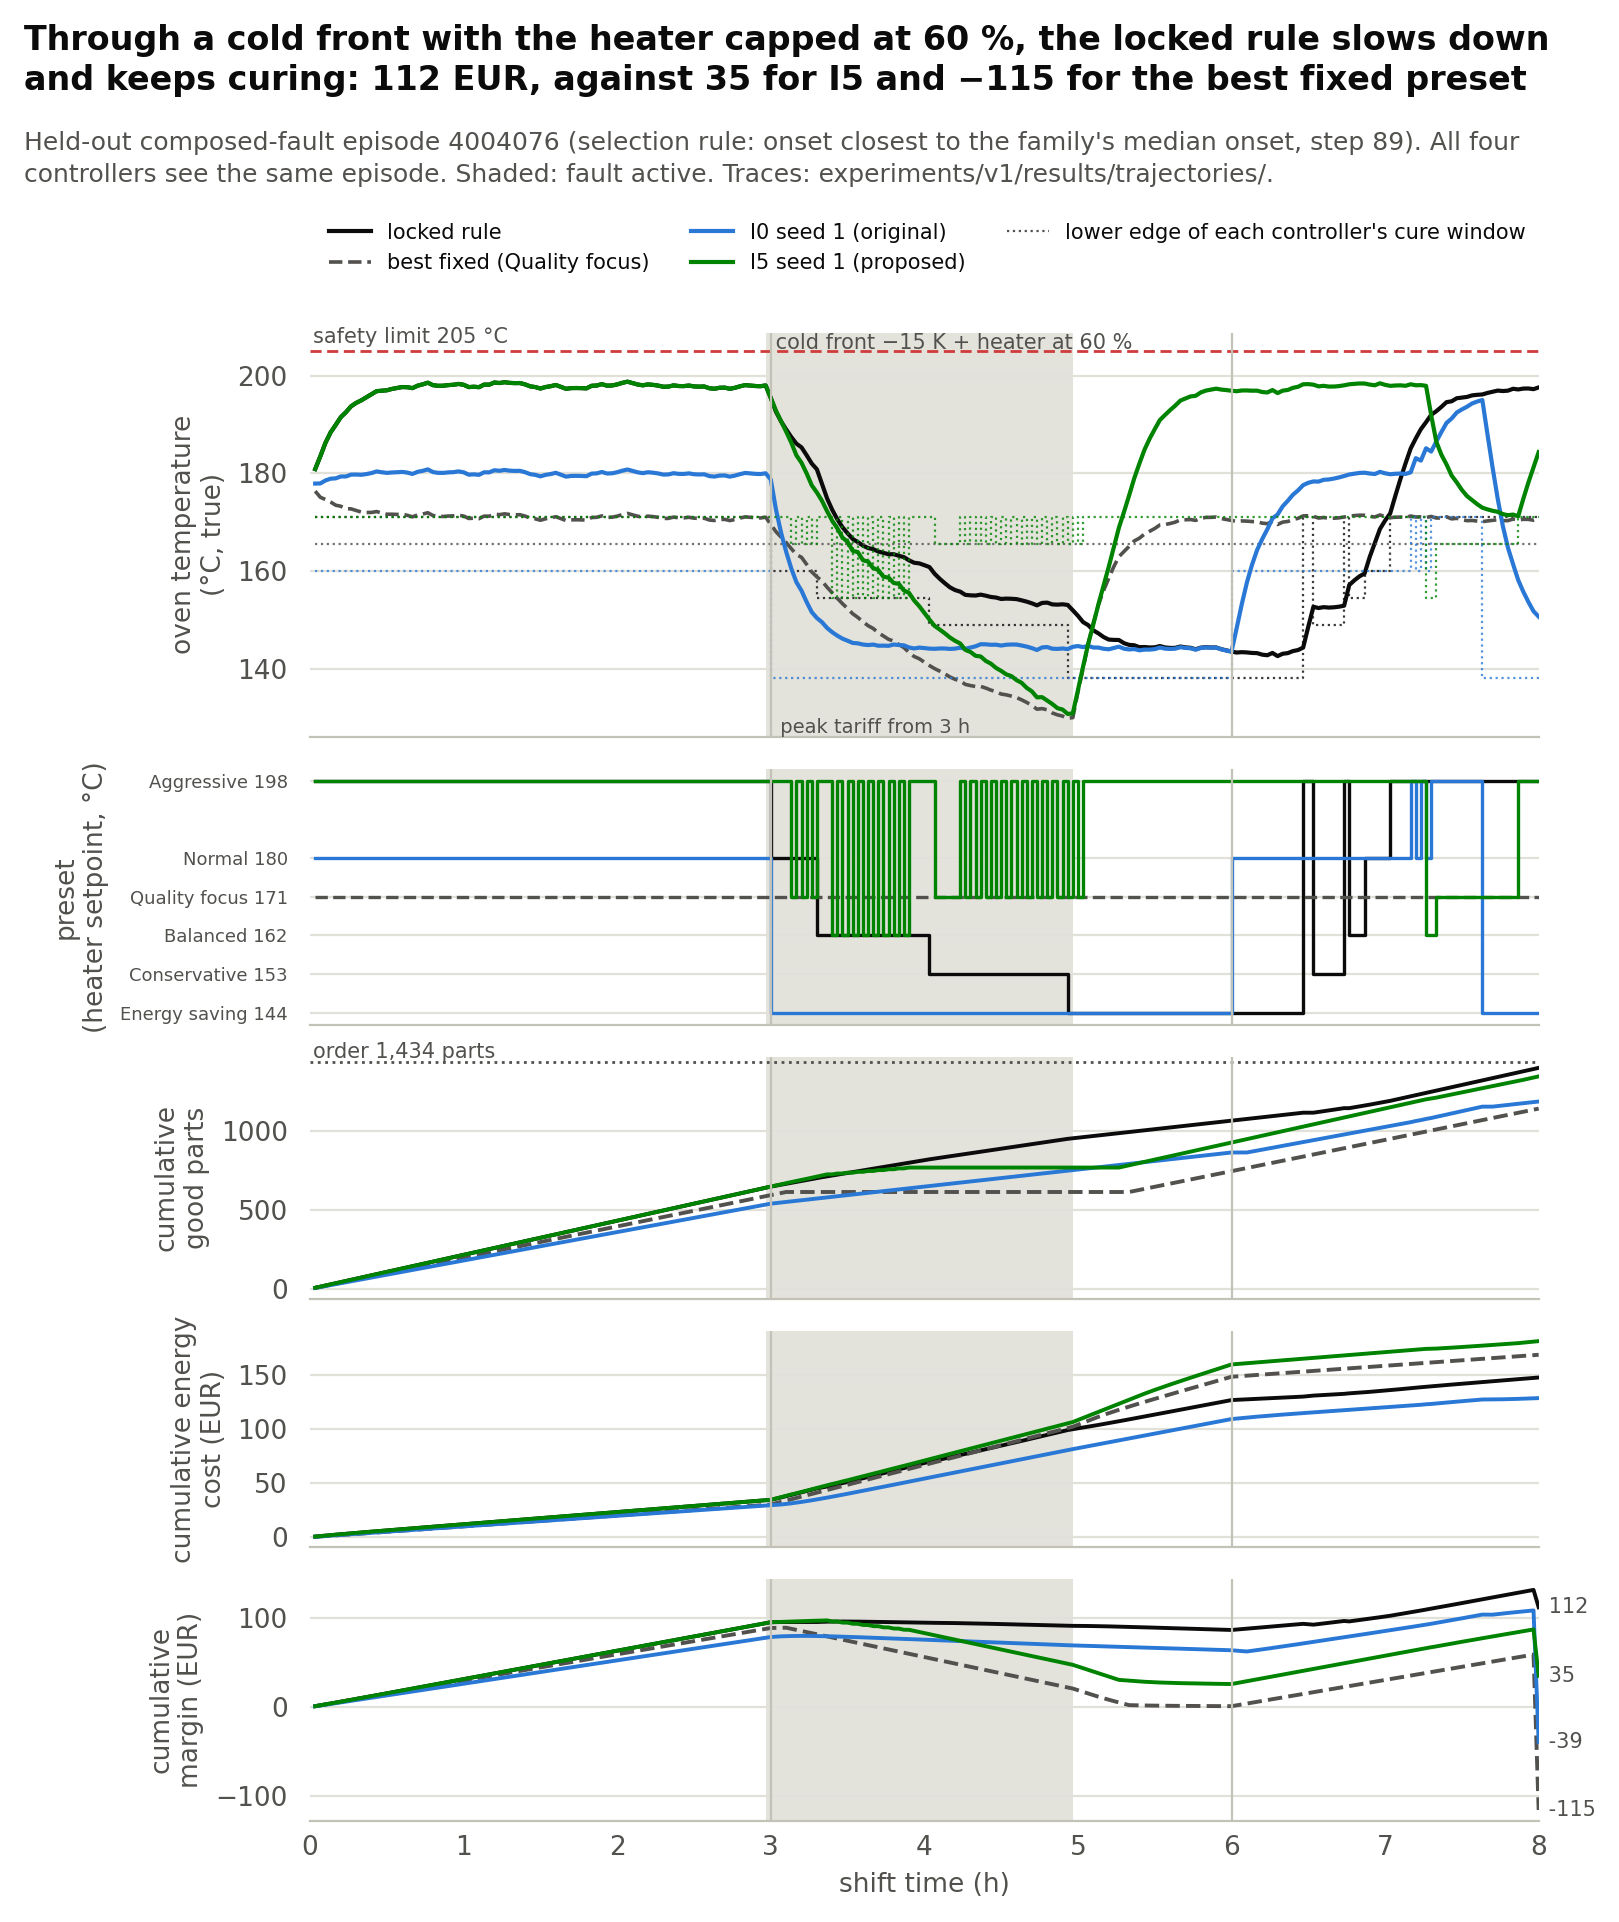 Through a cold front with the heater capped at 60 %, the locked rule slows down
and keeps curing: 112 EUR, against 35 for I5 and −115 for the best fixed preset
Held-out composed-fault episode 4004076 (selection rule: onset closest to the family's median onset, step 89). All four
controllers see the same episode. Shaded: fault active. Traces: experiments/v1/results/trajectories/.
locked rule
best fixed (Quality focus)
I0 seed 1 (original)
I5 seed 1 (proposed)
lower edge of each controller's cure window
safety limit 205 °C
cold front −15 K + heater at 60 %
200
180
160
140
oven temperature
(°C, true)
peak tariff from 3 h
Aggressive 198
Normal 180
Quality focus 171
Balanced 162
Conservative 153
Energy saving 144
preset
(heater setpoint, °C)
order 1,434 parts
1000
500
0
cumulative
good parts
150
100
50
0
cumulative energy
cost (EUR)
100
0
−100
cumulative
margin (EUR)
112
35
-39
-115
0 1 2 3 4 5 6 7 8
shift time (h)